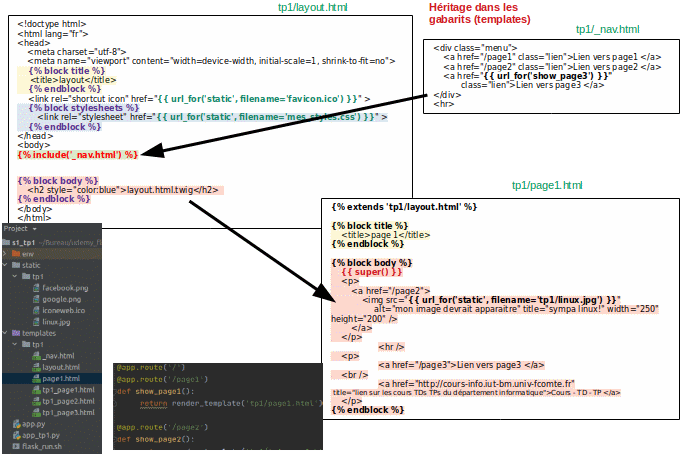 tp1/layout.html
Héritage dans les
gabarits (templates)
tp1/_nav.html
<!doctype html>
<html lang="fr">
<head>
<meta charset="utf-8">
<meta name="viewport" content="width=device-width, initial-scale=1, shrink-to-fit=no">
{% block title %}
<title>layout</title>
{% endblock %}
<link rel="shortcut icon" href="{{ url_for('static', filename='favicon.ico') }}" >
{% block stylesheets %}
<link rel="stylesheet" href="{{ url_for('static', filename='mes_styles.css') }}" >
{% endblock %}
</head>
<body>
{% include('_nav.html') %}
{% block body %}
<h2 style="color:blue">layout.html.twig</h2>
{% endblock %}
</body>
</html>
<div class="menu">
<a href="/page1" class="lien">Lien vers page1 </a>
<a href="/page2" class="lien">Lien vers page2 </a>
<a href="{{ url_for('show_page3') }}"
class="lien">Lien vers page3 </a>
</div>
<hr>
tp1/page1.html
{% extends 'tp1/layout.html' %}
{% block title %}
<title>page 1</title>
{% endblock %}
{% block body %}
{{ super() }}
<p>
<a href="/page2">
<img src="{{ url_for('static', filename='tp1/linux.jpg') }}"
alt="mon image devrait apparaitre" title="sympa linux!" width="250"
height="200" />
</a>
</p>
<hr />
<p>
<a href="/page3">Lien vers page3 </a>
<br />
<a href="http://cours-info.iut-bm.univ-fcomte.fr"
title="lien sur les cours TDs TPs du département informatique">Cours - TD - TP </a>
</p>
{% endblock %}
Project
s1_tp1 ~/Bureau/udemy_fl
env
static
tp1
facebook.png
google.png
iconeweb.ico
linux.jpg
templates
tp1
_nav.html
layout.html
page1.html
tp1_page1.html
tp1_page2.html
tp1_page3.html
app.py
app_tp1.py
flask_run.sh
@app.route('/')
@app.route('/page1')
def show_page1():
return render_template('tp1/page1.html')
@app.route('/page2')
def show_page2():